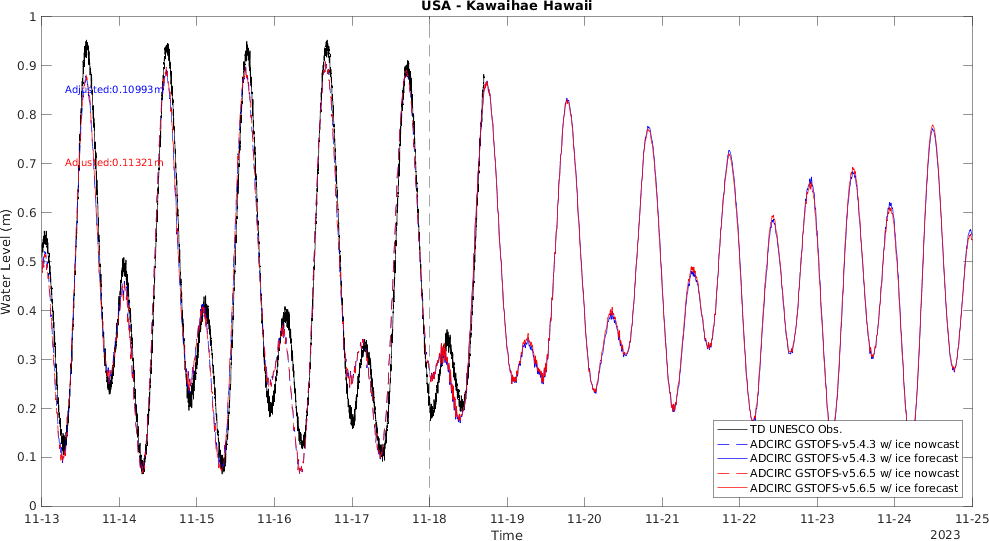 USA - Kawaihae Hawaii
1
0.9
0.8
0.7
0.6
0.5
0.4
0.3
0.2
0.1
0
Water Level (m)
Adjusted:0.10993m
Adjusted:0.11321m
TD UNESCO Obs.
ADCIRC GSTOFS-v5.4.3 w/ ice nowcast
ADCIRC GSTOFS-v5.4.3 w/ ice forecast
ADCIRC GSTOFS-v5.6.5 w/ ice nowcast
ADCIRC GSTOFS-v5.6.5 w/ ice forecast
11-13 11-14 11-15 11-16 11-17 11-18 11-19 11-20 11-21 11-22 11-23 11-24 11-25
Time
2023